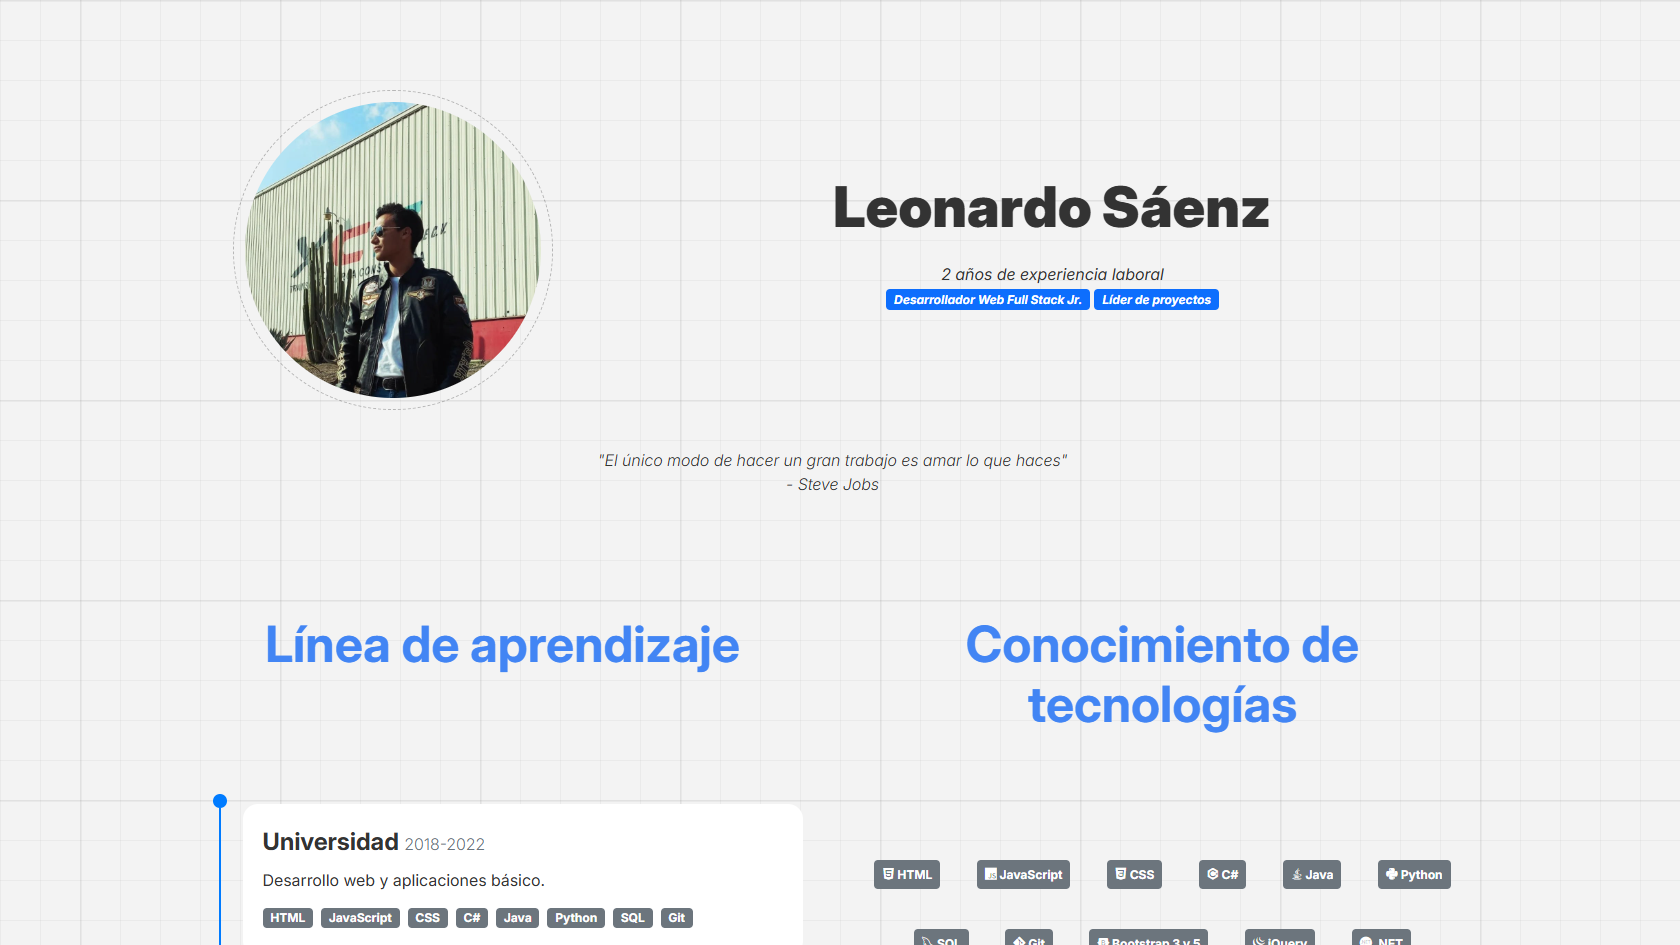 Leonardo Sáenz
2 años de experiencia laboral
Desarrollador Web Full Stack Jr. Líder de proyectos
"El único modo de hacer un gran trabajo es amar lo que haces"
- Steve Jobs
Línea de aprendizaje
Conocimiento de
tecnologías
Universidad 2018-2022
Desarrollo web y aplicaciones básico.
HTML JavaScript CSS C# Java Python SQL Git
HTML JavaScript CSS C# Java Python
SQL Git Bootstrap 3 y 5 jQuery .NET